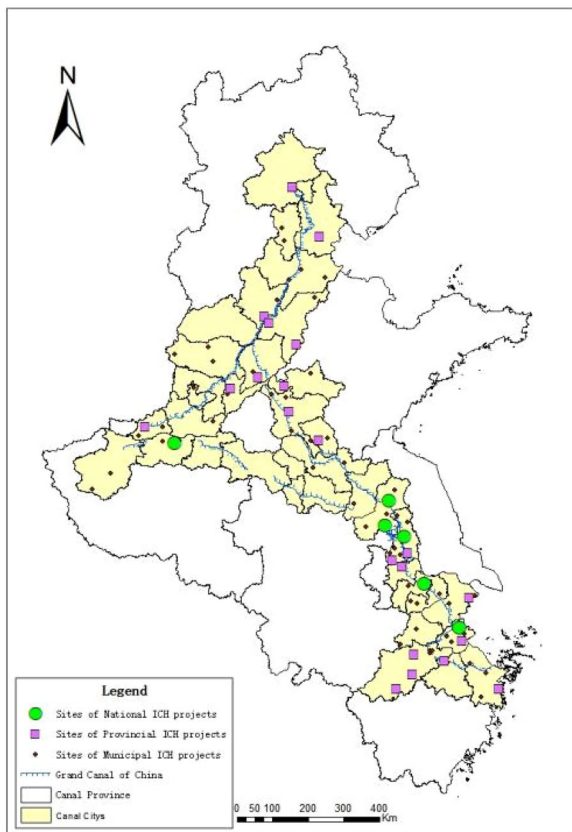 N
Legend
Sites of National ICH projects
Sites of Provincial ICH projects
Sites of Municipal ICH projects
Grand Canal of China
Canal Province
Canal Citys
0 50 100 200 300 400
Km